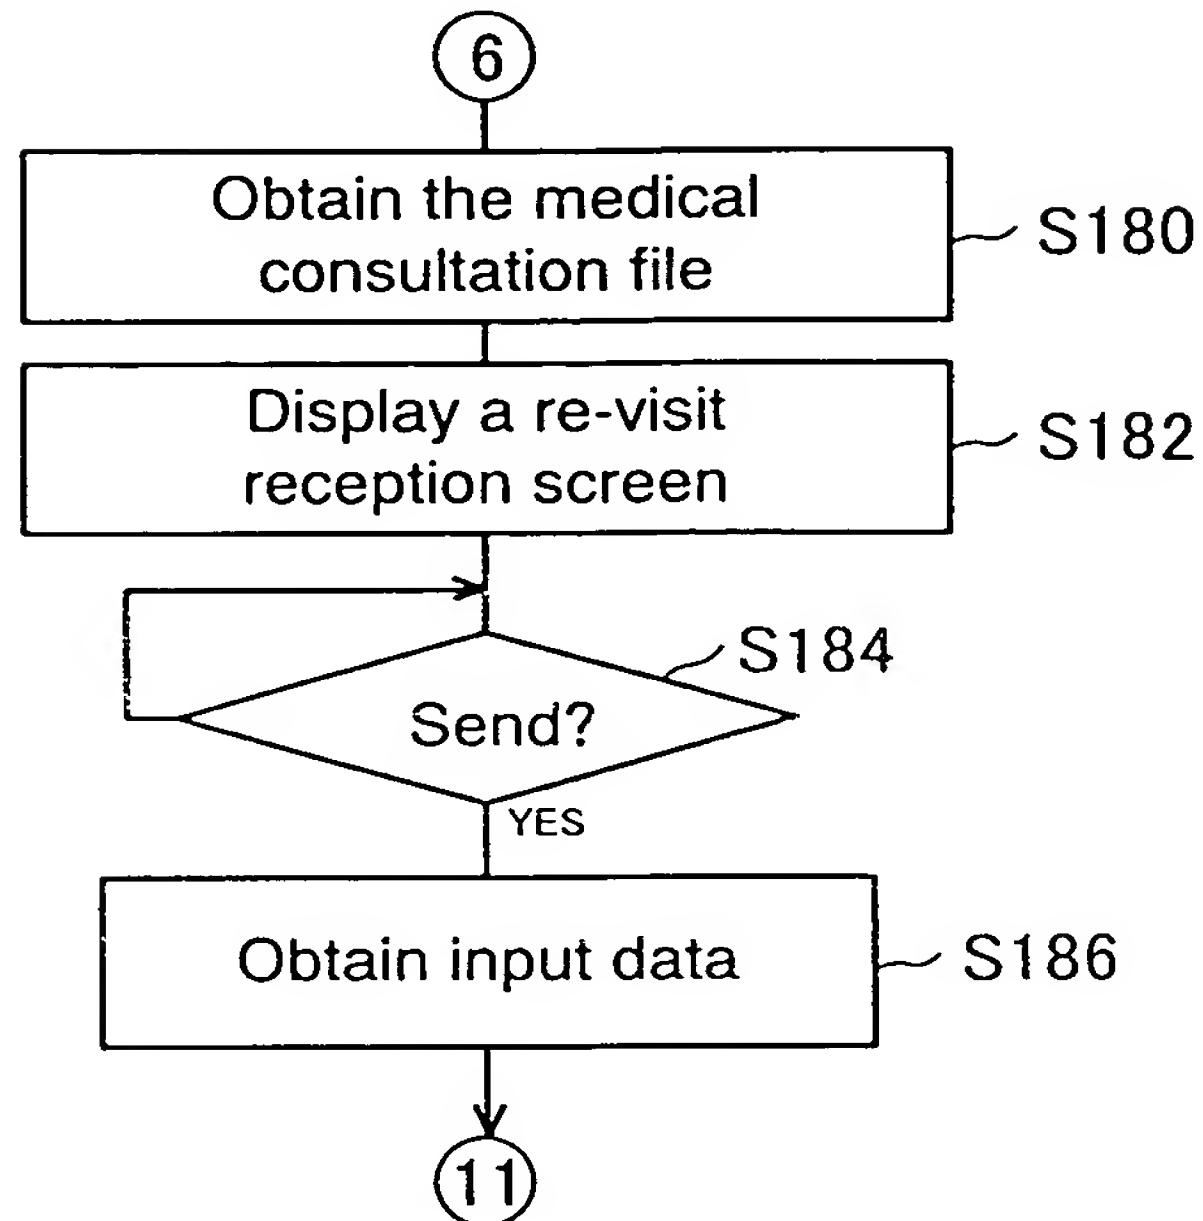 6
Obtain the medical
consultation file
S180
Display a re-visit
reception screen
S182
S184
Send?
YES
Obtain input data
S186
11